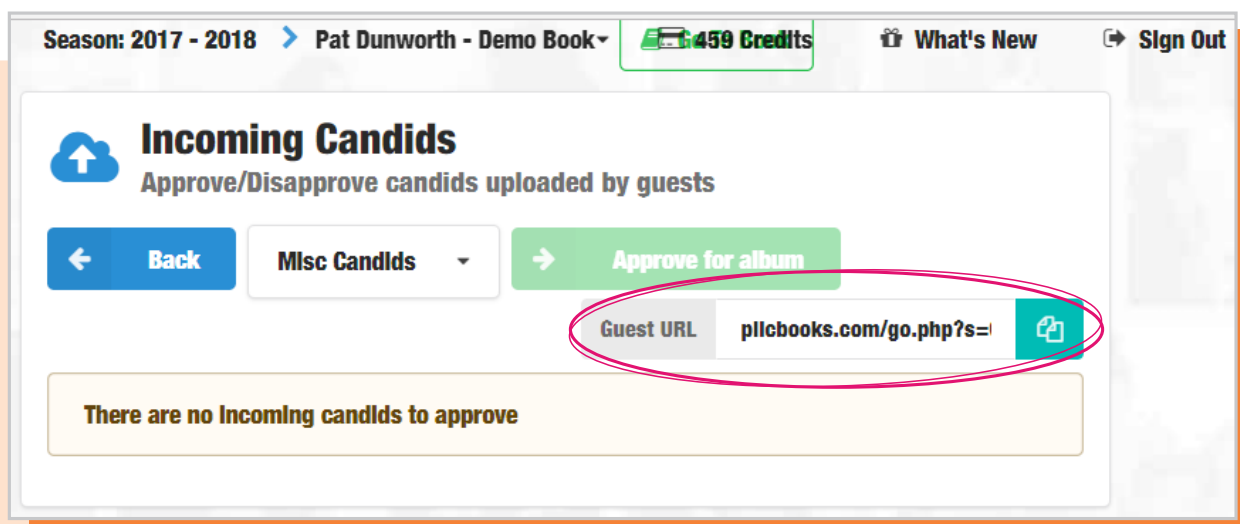 Season: 2017 - 2018 Pat Dunworth - Demo Book 459 Credits What's New Sign Out
Incoming Candids
Approve/Disapprove candids uploaded by guests
Back Misc Candids Approve for album
Guest URL plicbooks.com/go.php?s=
There are no incoming candids to approve